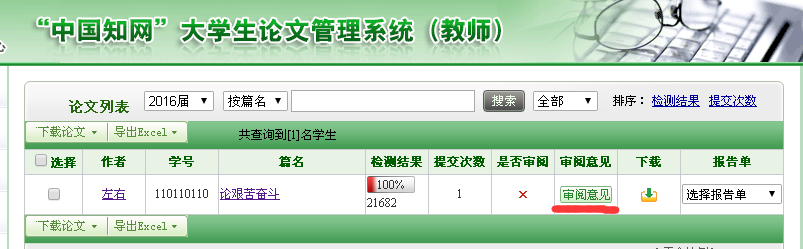 “中国知网”大学生论文管理系统（教师）
论文列表 2016届 按篇名 搜索 全部 排序： 检测结果 提交次数
下载论文 导出Excel 共查询到[1]名学生
选择 作者 学号 篇名 检测结果 提交次数 是否审阅 审阅意见 下载 报告单
左右 110110110 论艰苦奋斗 100% 1 × 审阅意见 选择报告单
21682
下载论文 导出Excel